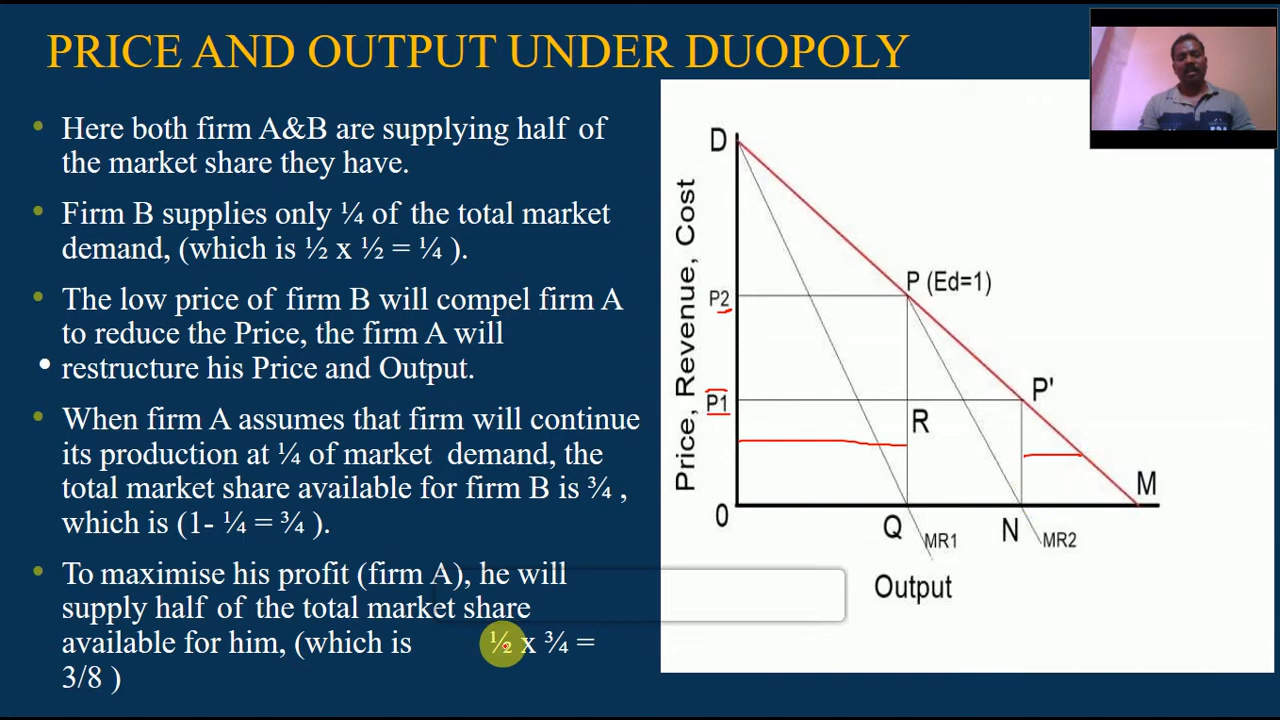 PRICE AND OUTPUT UNDER DUOPOLY
• Here both firm A&B are supplying half of
the market share they have.
• Firm B supplies only ¼ of the total market
demand, (which is ½ x ½ = ¼ ).
• The low price of firm B will compel firm A
to reduce the Price, the firm A will
• restructure his Price and Output.
• When firm A assumes that firm will continue
its production at ¼ of market demand, the
total market share available for firm B is ¾ ,
which is (1- ¼ = ¾ ).
• To maximise his profit (firm A), he will
supply half of the total market share
available for him, (which is ½ x ¾ =
3/8 )
D
Price, Revenue, Cost
P (Ed=1)
P2
P'
P1
R
M
0
Q
N
MR1
MR2
Output